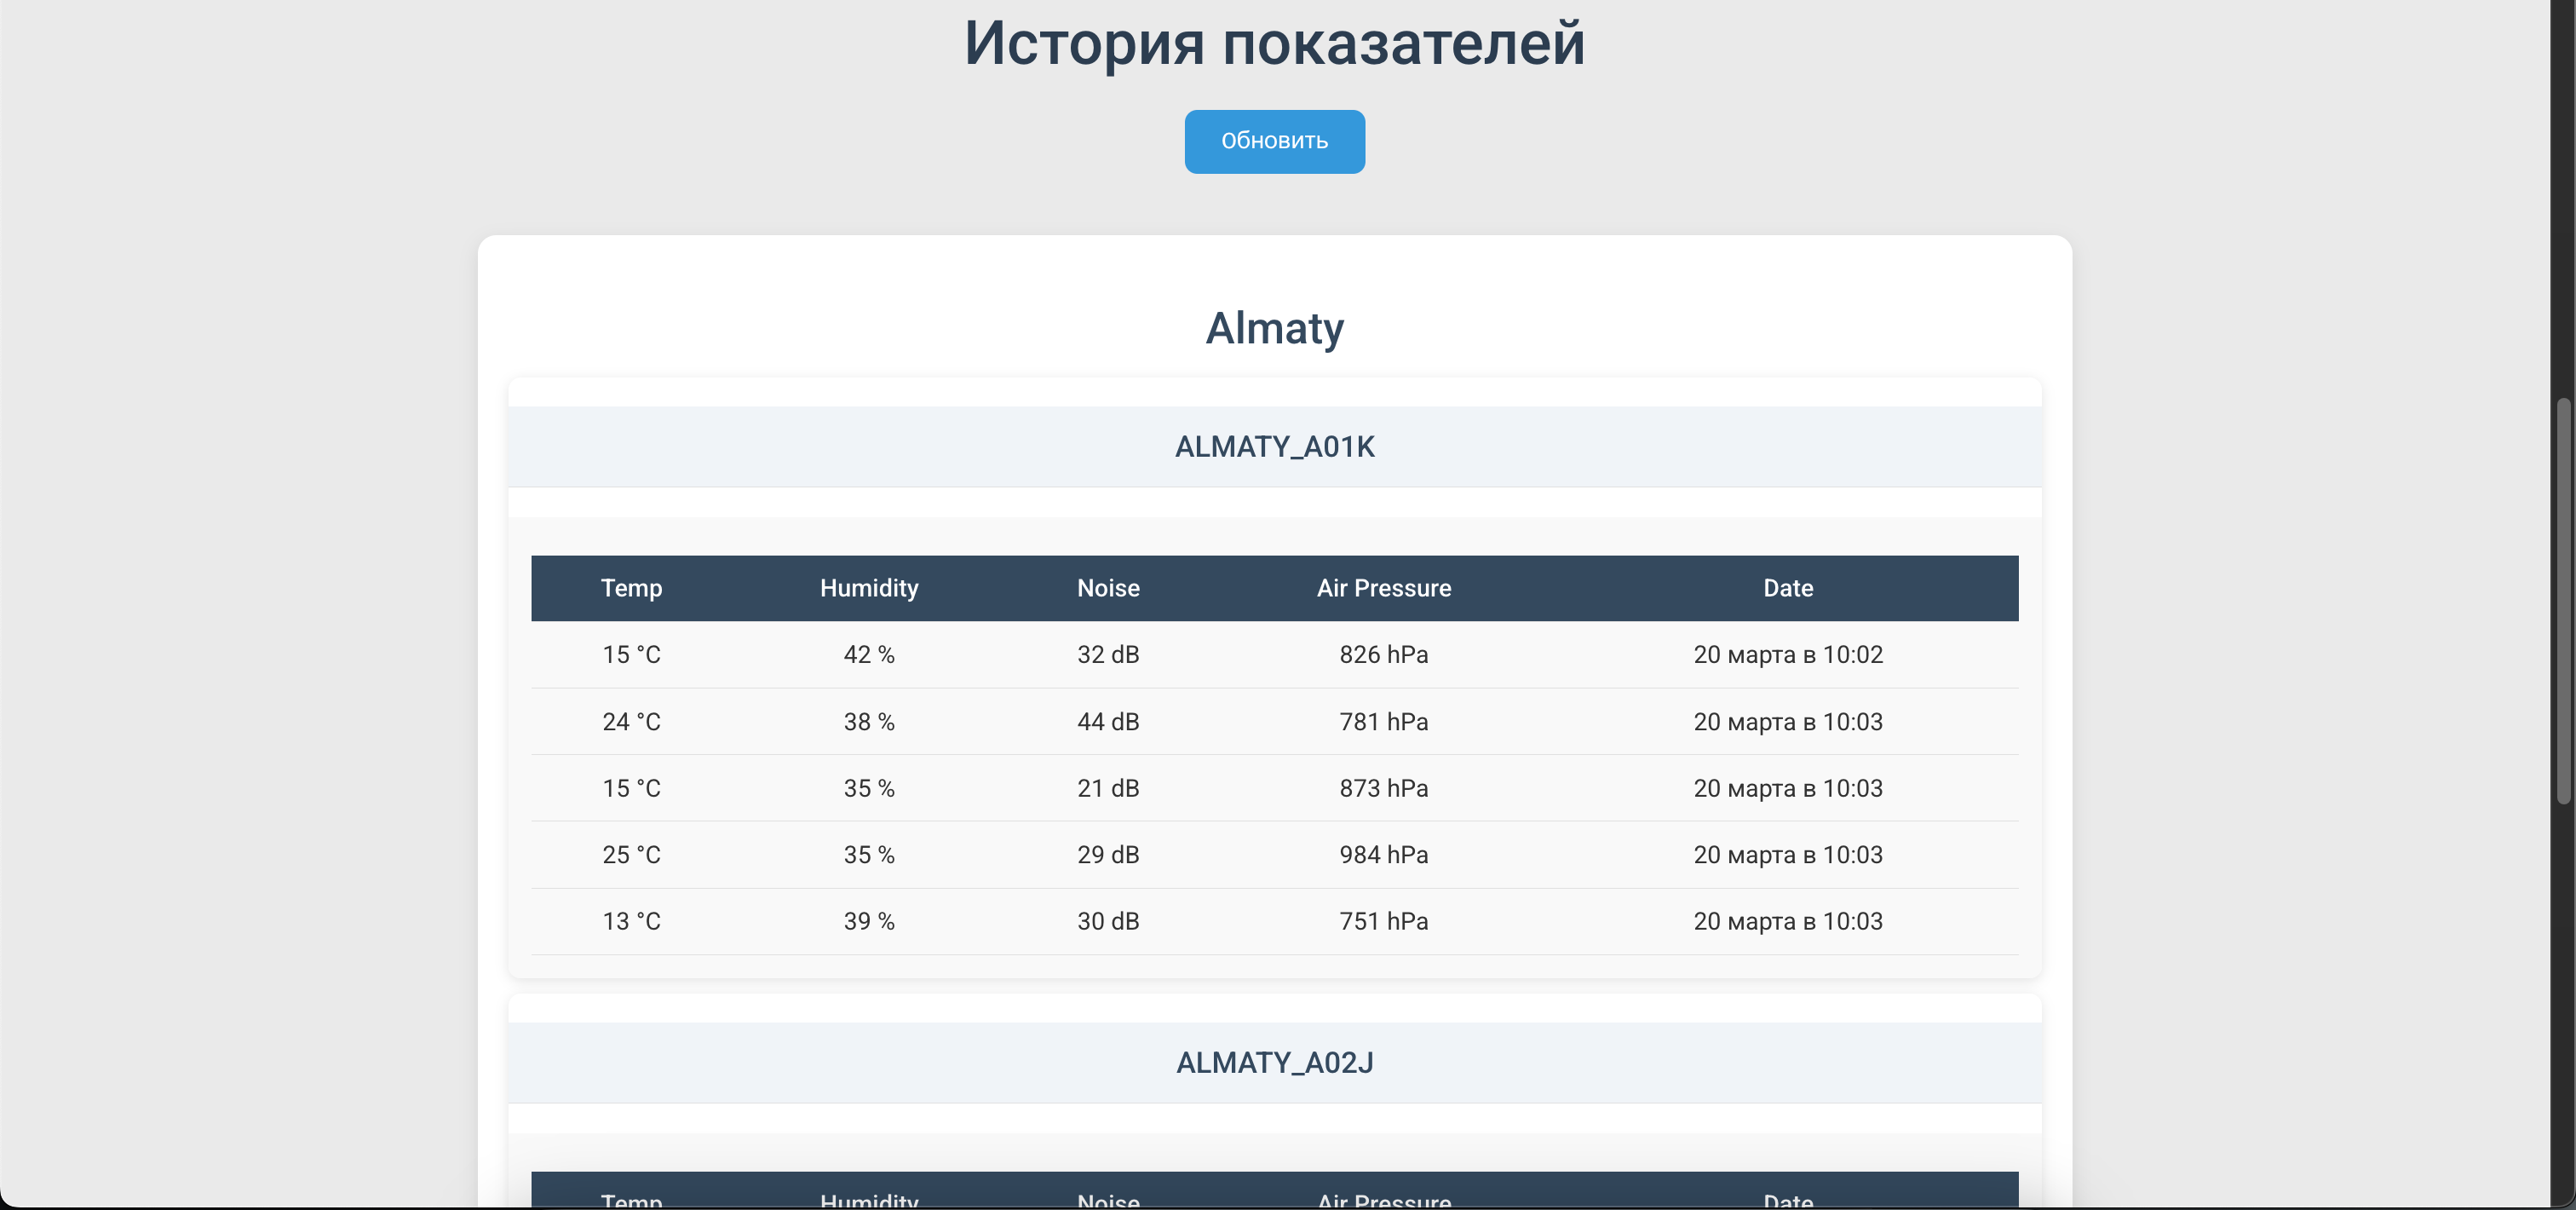 История показателей
Обновить
Almaty
ALMATY_A01K
Temp Humidity Noise Air Pressure Date
15 °C 42 % 32 dB 826 hPa 20 марта в 10:02
24 °C 38 % 44 dB 781 hPa 20 марта в 10:03
15 °C 35 % 21 dB 873 hPa 20 марта в 10:03
25 °C 35 % 29 dB 984 hPa 20 марта в 10:03
13 °C 39 % 30 dB 751 hPa 20 марта в 10:03
ALMATY_A02J
Temp Humidity Noise Air Pressure Date